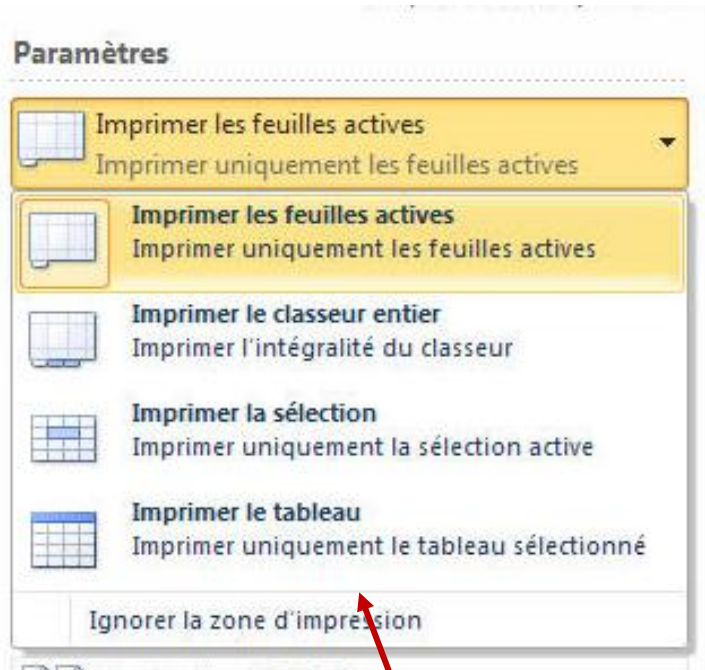 Paramètres
Imprimer les feuilles actives
Imprimer uniquement les feuilles actives
Imprimer les feuilles actives
Imprimer uniquement les feuilles actives
Imprimer le classeur entier
Imprimer l'intégralité du classeur
Imprimer la sélection
Imprimer uniquement la sélection active
Imprimer le tableau
Imprimer uniquement le tableau sélectionné
Ignorer la zone d'impression